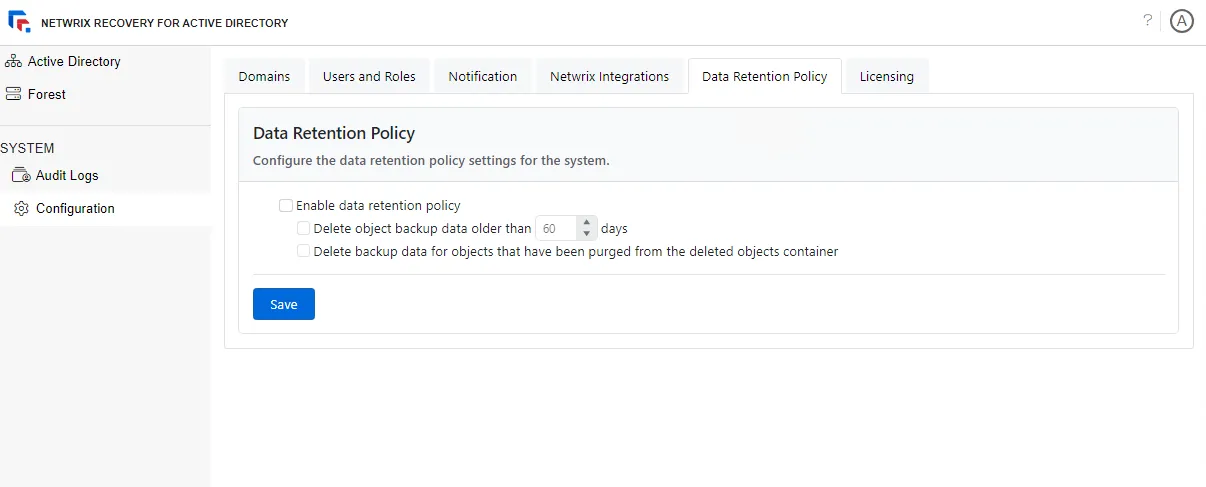 NETWRIX RECOVERY FOR ACTIVE DIRECTORY
? A
Active Directory
Forest
SYSTEM
Audit Logs
Configuration
Domains Users and Roles Notification Netwrix Integrations Data Retention Policy Licensing
Data Retention Policy
Configure the data retention policy settings for the system.
Enable data retention policy
Delete object backup data older than 60 days
Delete backup data for objects that have been purged from the deleted objects container
Save